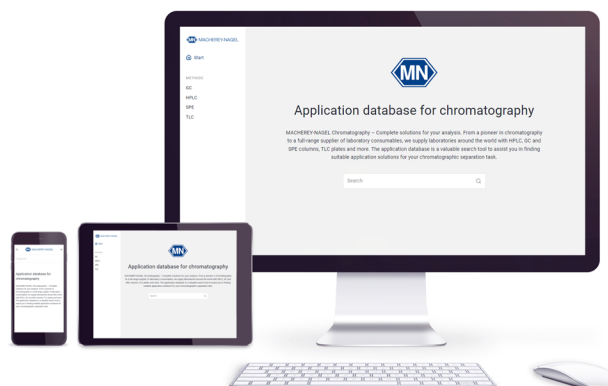 MN MACHEREY-NAGEL
Start
METHODS
GC
HPLC
SPE
TLC
MN
Application database for chromatography
MACHEREY-NAGEL Chromatography – Complete solutions for your analysis. From a pioneer in chromatography
to a full-range supplier of laboratory consumables, we supply laboratories around the world with HPLC, GC and
SPE columns, TLC plates and more. The application database is a valuable search tool to assist you in finding
suitable application solutions for your chromatographic separation task.
Search
MACHEREY-NAGEL
Application database for
chromatography
MACHEREY-NAGEL
MN
Application database for chromatography
Search